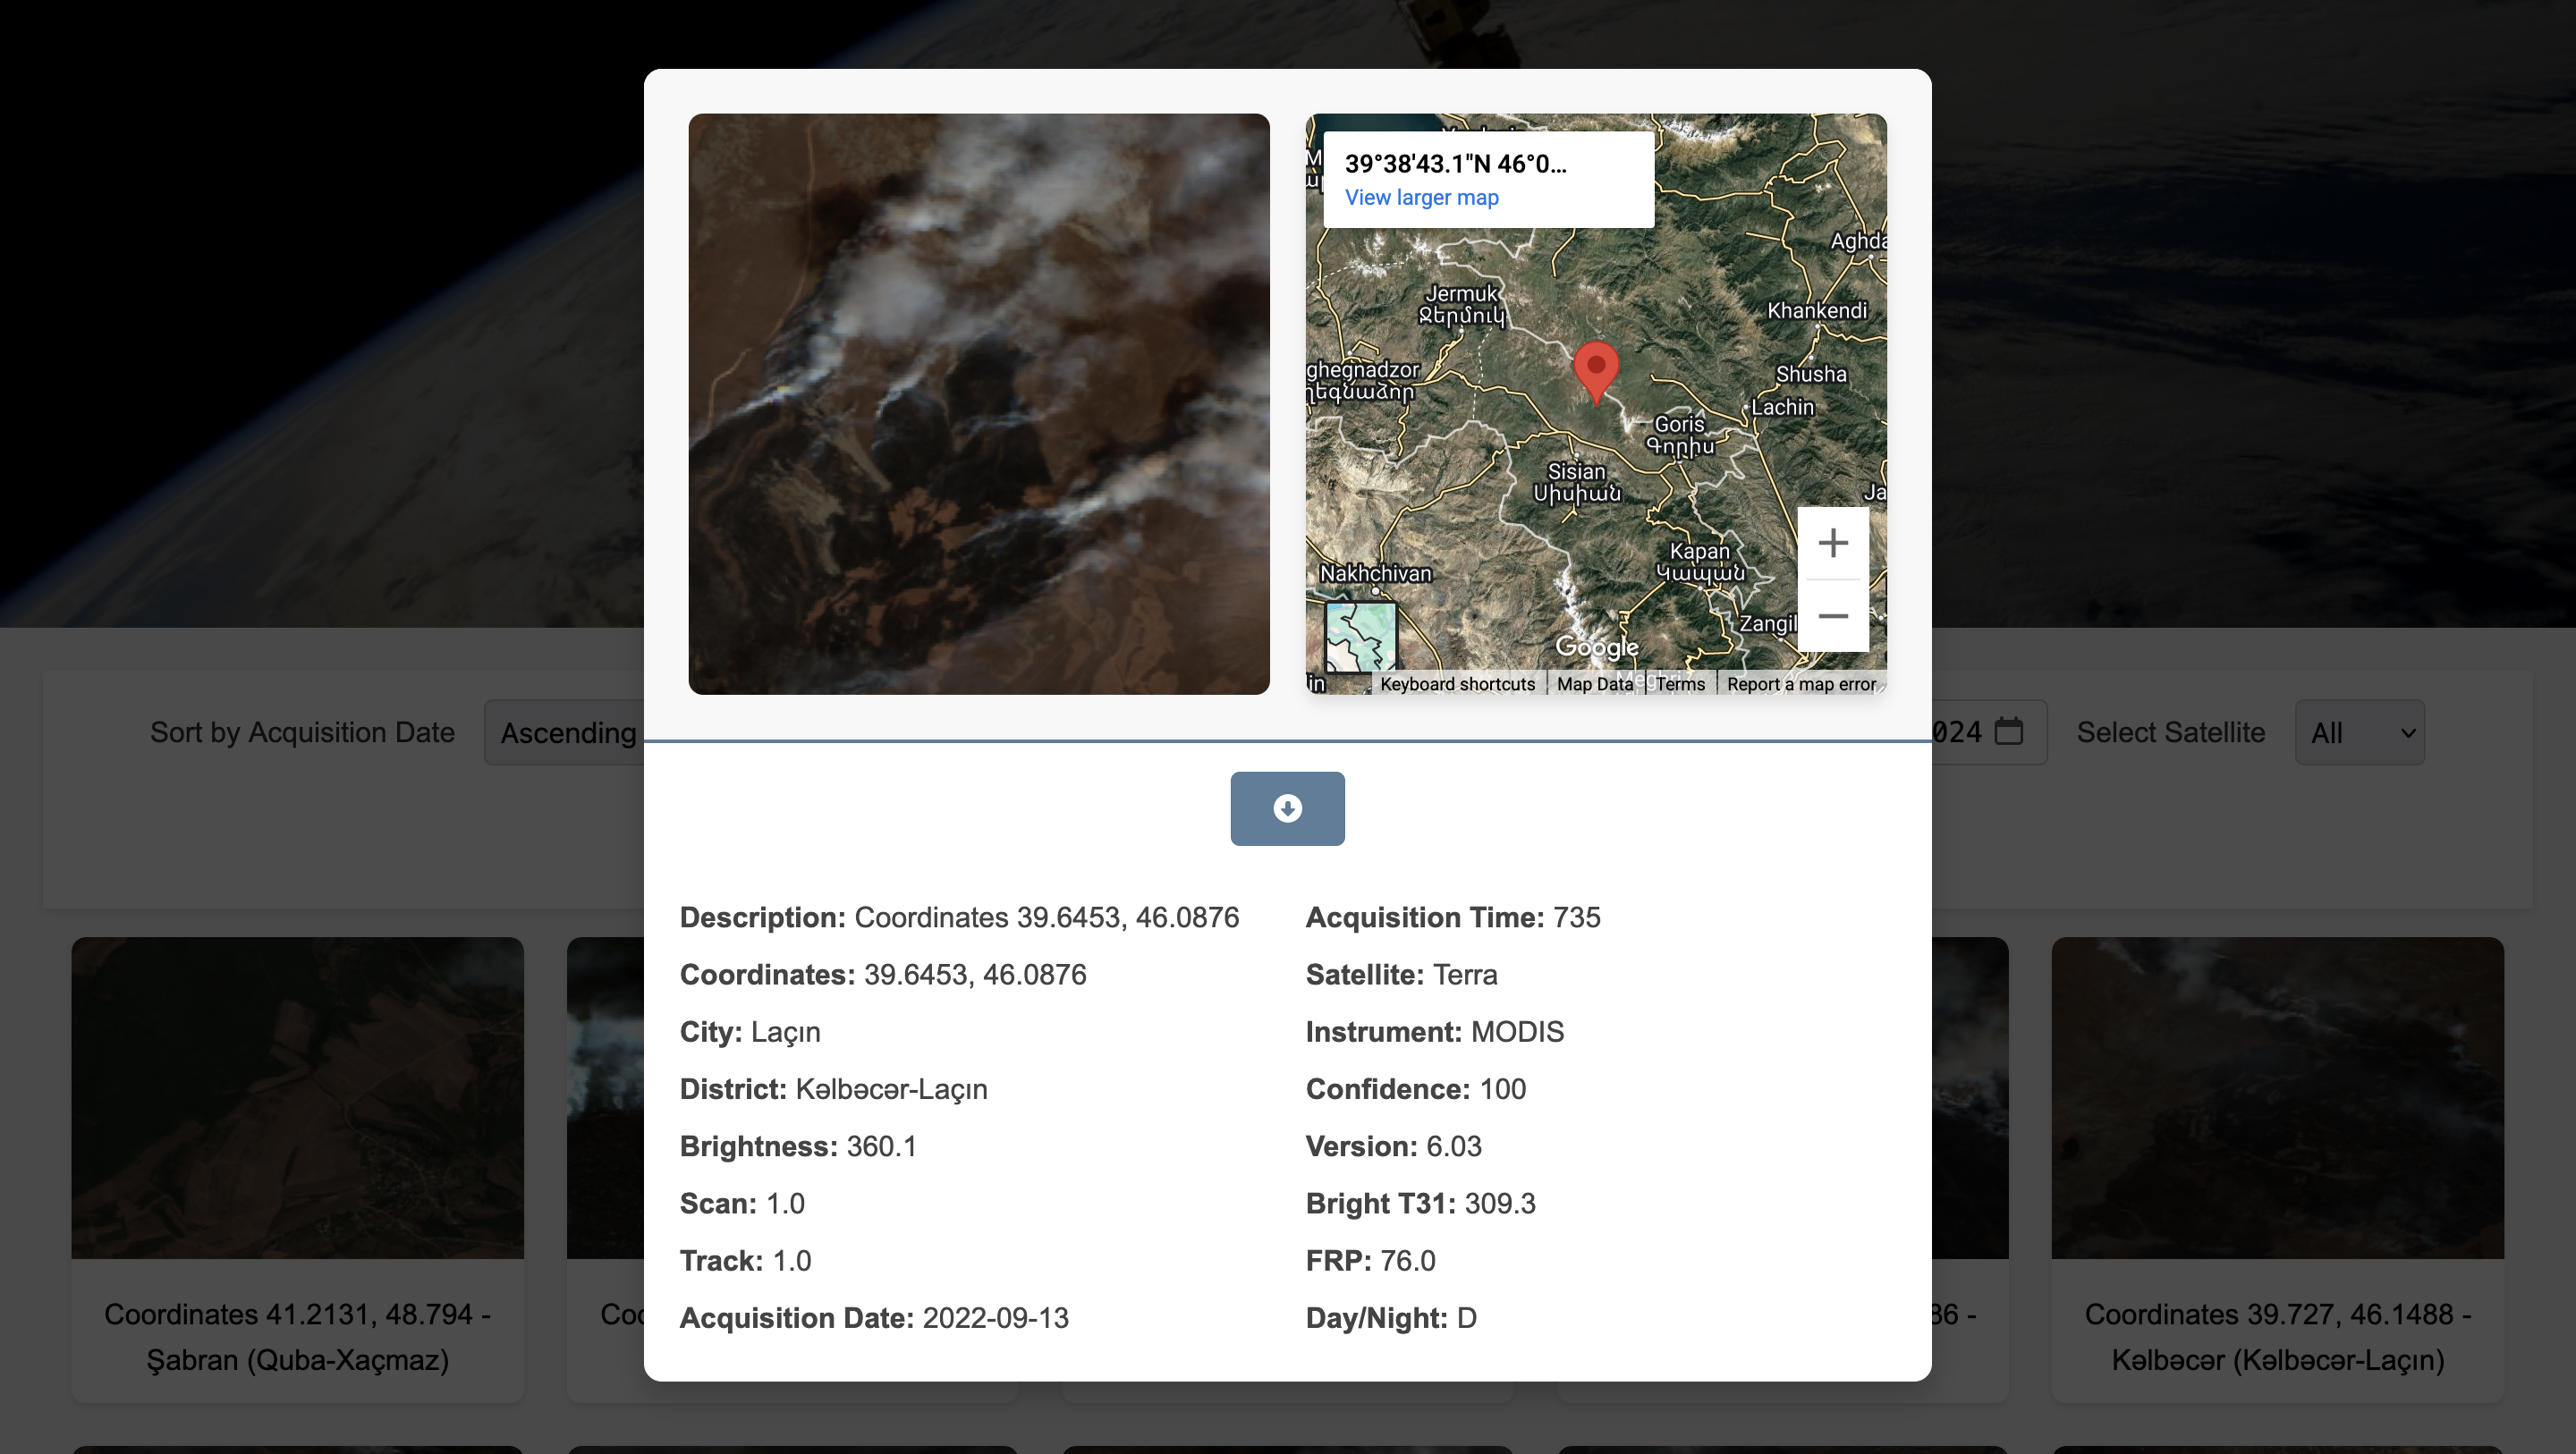 39°38'43.1"N 46°0...
View larger map
Aghda
Jermuk
Ջերմուկ
Khankendi
ghegnadzor
Shusha
Lachin
Goris
Գորիս
Sisian
Սիսիան
Ja
Kapan
Կապան
Nakhchivan
Zangil
Google
in
Keyboard shortcuts
Map Data
Terms
Report a map error
Sort by Acquisition Date
Ascending
024
Select Satellite
All
Description: Coordinates 39.6453, 46.0876
Coordinates: 39.6453, 46.0876
City: Laçın
District: Kəlbəcər-Laçın
Brightness: 360.1
Scan: 1.0
Track: 1.0
Acquisition Date: 2022-09-13
Acquisition Time: 735
Satellite: Terra
Instrument: MODIS
Confidence: 100
Version: 6.03
Bright T31: 309.3
FRP: 76.0
Day/Night: D
Coordinates 41.2131, 48.794 -
Şabran (Quba-Xaçmaz)
Coo
86 -
Coordinates 39.727, 46.1488 -
Kəlbəcər (Kəlbəcər-Laçın)